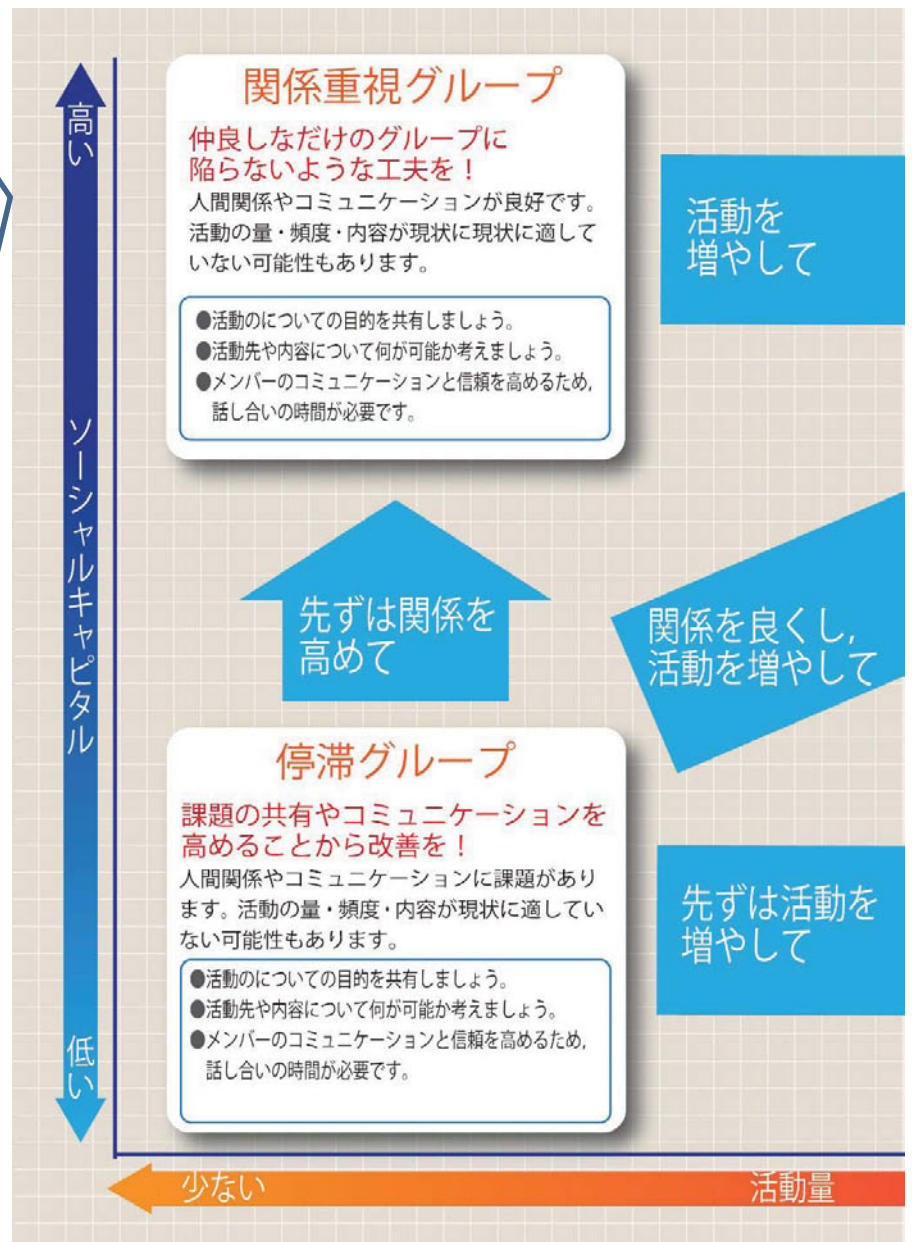 高い
ソーシャルキャピタル
低い
関係重視グループ
仲良しなだけのグループに
陥らないような工夫を！
人間関係やコミュニケーションが良好です。
活動の量・頻度・内容が現状に現状に適して
いない可能性もあります。
●活動のについての目的を共有しましょう。
●活動先や内容について何が可能か考えましょう。
●メンバーのコミュニケーションと信頼を高めるため,
話し合いの時間が必要です。
活動を
増やして
先ずは関係を
高めて
関係を良くし,
活動を増やして
停滞グループ
課題の共有やコミュニケーションを
高めることから改善を！
人間関係やコミュニケーションに課題があり
ます。活動の量・頻度・内容が現状に適してい
ない可能性もあります。
●活動のについての目的を共有しましょう。
●活動先や内容について何が可能か考えましょう。
●メンバーのコミュニケーションと信頼を高めるため,
話し合いの時間が必要です。
先ずは活動を
増やして
少ない
活動量